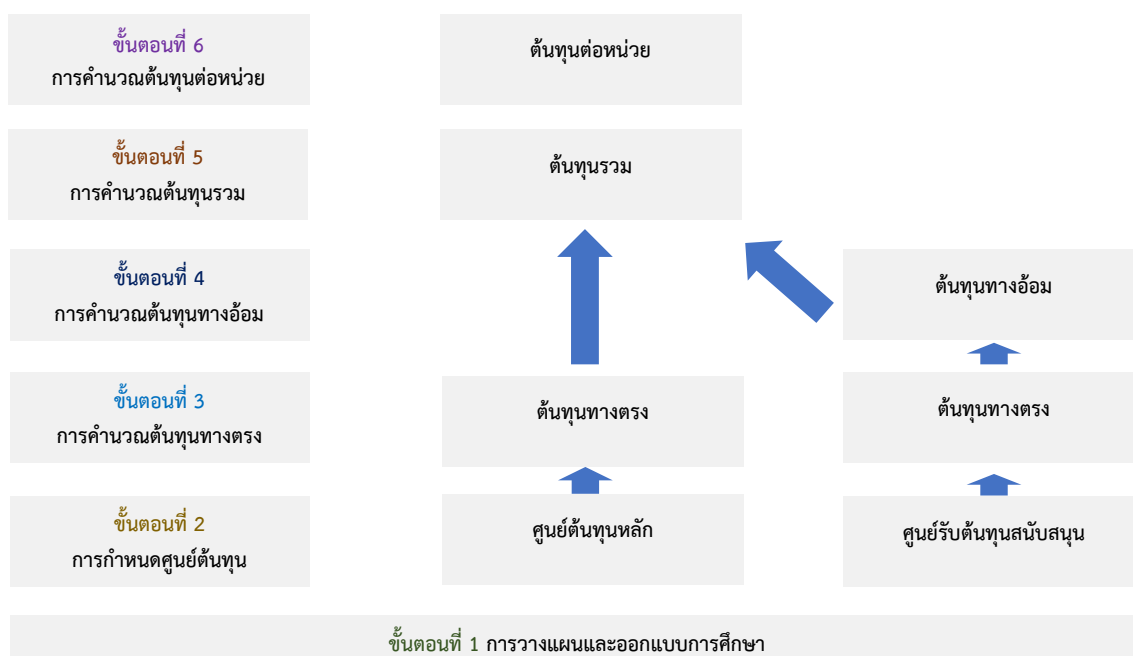 ขั้นตอนที่ 6
การคำนวณต้นทุนต่อหน่วย
ต้นทุนต่อหน่วย
ขั้นตอนที่ 5
การคำนวณต้นทุนรวม
ต้นทุนรวม
ขั้นตอนที่ 4
การคำนวณต้นทุนทางอ้อม
ต้นทุนทางอ้อม
ขั้นตอนที่ 3
การคำนวณต้นทุนทางตรง
ต้นทุนทางตรง
ต้นทุนทางตรง
ขั้นตอนที่ 2
การกำหนดศูนย์ต้นทุน
ศูนย์ต้นทุนหลัก
ศูนย์รับต้นทุนสนับสนุน
ขั้นตอนที่ 1 การวางแผนและออกแบบการศึกษา